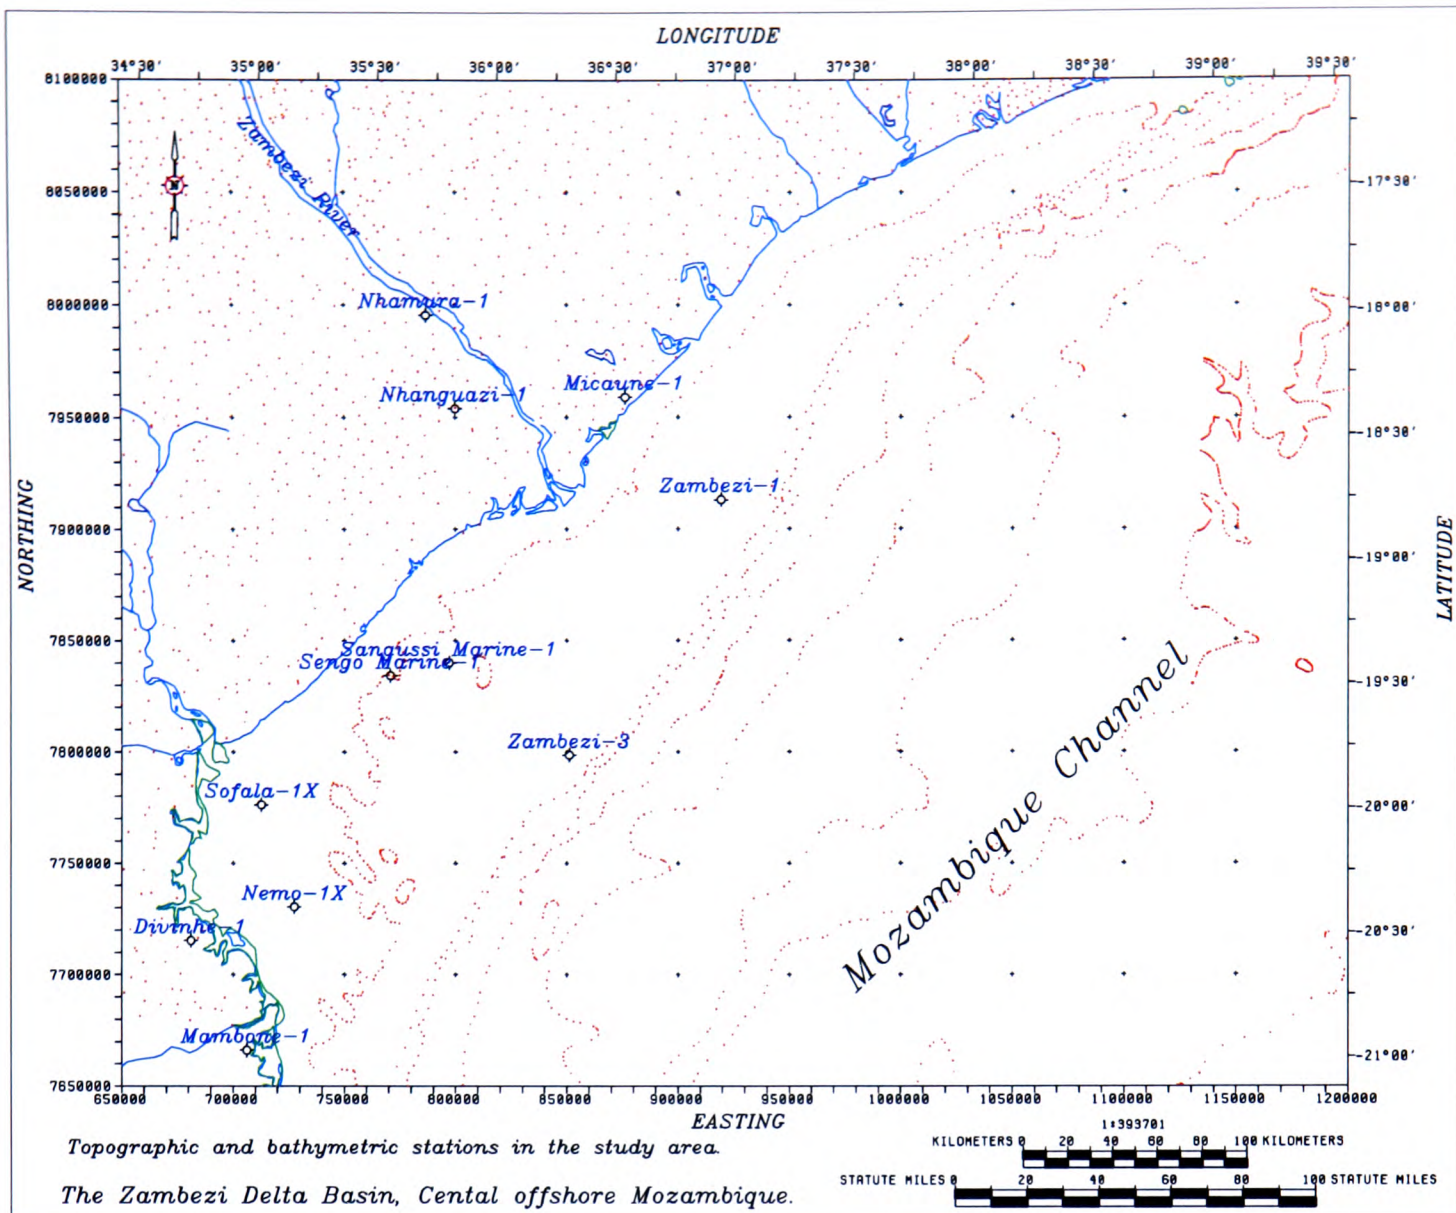 LONGITUDE
34°30' 35°00' 35°30' 36°00' 36°30' 37°00' 37°30' 38°00' 38°30' 39°00' 39°30'
8100000
Zambezi River
N
8050000
-17°30'
Nhamura-1
8000000
-18°00'
Micaune-1
Nhanguazi-1
7950000
-18°30'
Zambezi-1
NORTHING
7900000
-19°00'
LATITUDE
7850000
Sangussi Marine-1
Sengo Marine-1
-19°30'
Mozambique Channel
Zambezi-3
7800000
Sofala-1X
-20°00'
7750000
Nemo-1X
Divinhe-1
-20°30'
7700000
Mambone-1
-21°00'
7650000
650000 700000 750000 800000 850000 900000 950000 1000000 1050000 1100000 1150000 1200000
EASTING
1:393701
KILOMETERS 0 20 40 60 80 100 KILOMETERS
Topographic and bathymetric stations in the study area.
STATUTE MILES 0 20 40 60 80 100 STATUTE MILES
The Zambezi Delta Basin, Cental offshore Mozambique.